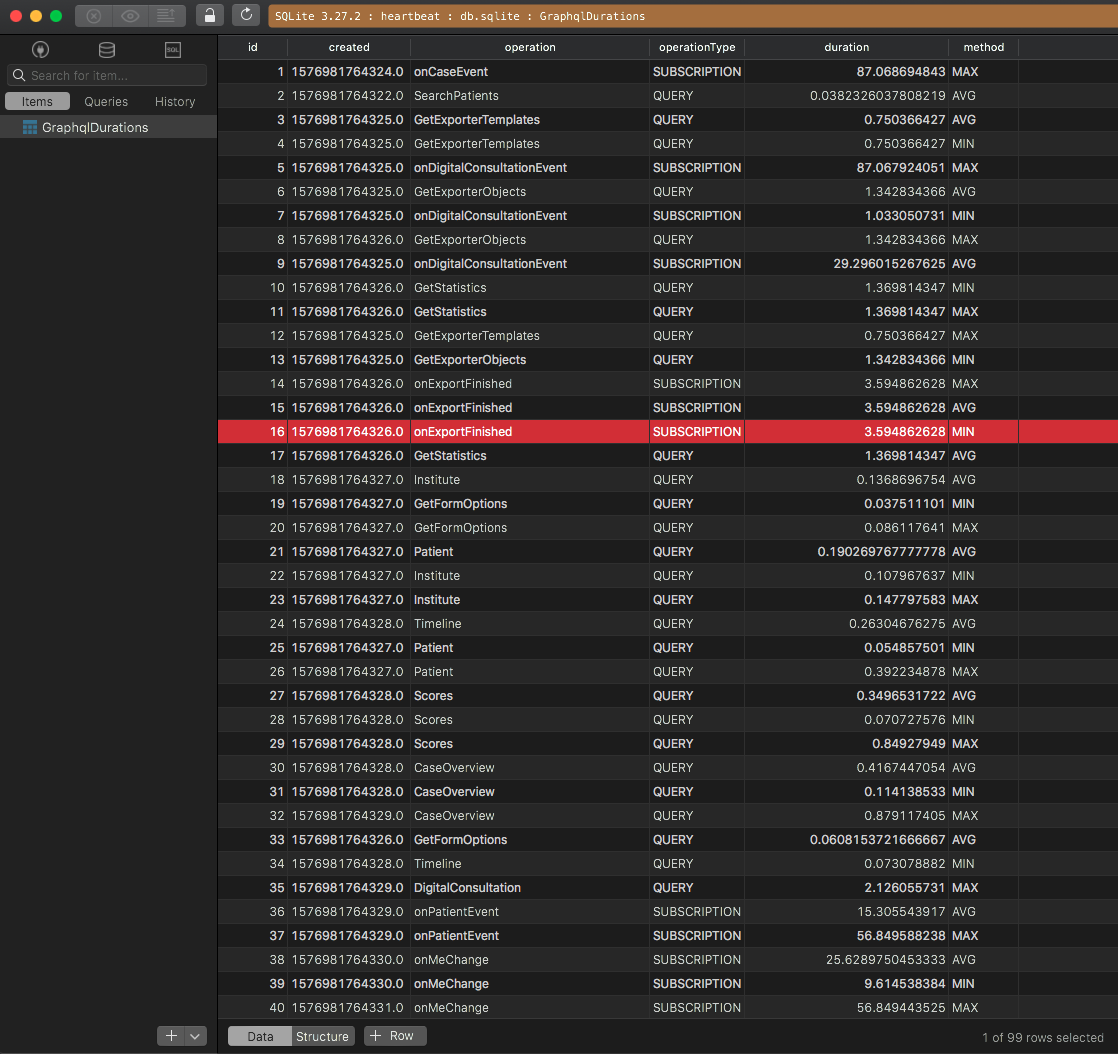 SQLite 3.27.2 : heartbeat : db.sqlite : GraphqlDurations
SQL
Search for item...
Items Queries History
GraphqlDurations
id created operation operationType duration method
1 1576981764324.0 onCaseEvent SUBSCRIPTION 87.068694843 MAX
2 1576981764322.0 SearchPatients QUERY 0.0382326037808219 AVG
3 1576981764325.0 GetExporterTemplates QUERY 0.750366427 AVG
4 1576981764325.0 GetExporterTemplates QUERY 0.750366427 MIN
5 1576981764325.0 onDigitalConsultationEvent SUBSCRIPTION 87.067924051 MAX
6 1576981764325.0 GetExporterObjects QUERY 1.342834366 AVG
7 1576981764325.0 onDigitalConsultationEvent SUBSCRIPTION 1.033050731 MIN
8 1576981764326.0 GetExporterObjects QUERY 1.342834366 MAX
9 1576981764325.0 onDigitalConsultationEvent SUBSCRIPTION 29.296015267625 AVG
10 1576981764326.0 GetStatistics QUERY 1.369814347 MIN
11 1576981764326.0 GetStatistics QUERY 1.369814347 MAX
12 1576981764325.0 GetExporterTemplates QUERY 0.750366427 MAX
13 1576981764325.0 GetExporterObjects QUERY 1.342834366 MIN
14 1576981764326.0 onExportFinished SUBSCRIPTION 3.594862628 MAX
15 1576981764326.0 onExportFinished SUBSCRIPTION 3.594862628 AVG
16 1576981764326.0 onExportFinished SUBSCRIPTION 3.594862628 MIN
17 1576981764326.0 GetStatistics QUERY 1.369814347 AVG
18 1576981764327.0 Institute QUERY 0.1368696754 AVG
19 1576981764327.0 GetFormOptions QUERY 0.037511101 MIN
20 1576981764327.0 GetFormOptions QUERY 0.086117641 MAX
21 1576981764327.0 Patient QUERY 0.190269767777778 AVG
22 1576981764327.0 Institute QUERY 0.107967637 MIN
23 1576981764327.0 Institute QUERY 0.147797583 MAX
24 1576981764328.0 Timeline QUERY 0.26304676275 AVG
25 1576981764327.0 Patient QUERY 0.054857501 MIN
26 1576981764327.0 Patient QUERY 0.392234878 MAX
27 1576981764328.0 Scores QUERY 0.3496531722 AVG
28 1576981764328.0 Scores QUERY 0.070727576 MIN
29 1576981764328.0 Scores QUERY 0.84927949 MAX
30 1576981764328.0 CaseOverview QUERY 0.4167447054 AVG
31 1576981764328.0 CaseOverview QUERY 0.114138533 MIN
32 1576981764329.0 CaseOverview QUERY 0.879117405 MAX
33 1576981764326.0 GetFormOptions QUERY 0.0608153721666667 AVG
34 1576981764328.0 Timeline QUERY 0.073078882 MIN
35 1576981764329.0 DigitalConsultation QUERY 2.126055731 MAX
36 1576981764329.0 onPatientEvent SUBSCRIPTION 15.305543917 AVG
37 1576981764329.0 onPatientEvent SUBSCRIPTION 56.849588238 MAX
38 1576981764330.0 onMeChange SUBSCRIPTION 25.6289750453333 AVG
39 1576981764330.0 onMeChange SUBSCRIPTION 9.614538384 MIN
40 1576981764331.0 onMeChange SUBSCRIPTION 56.849443525 MAX
Data Structure + Row 1 of 99 rows selected